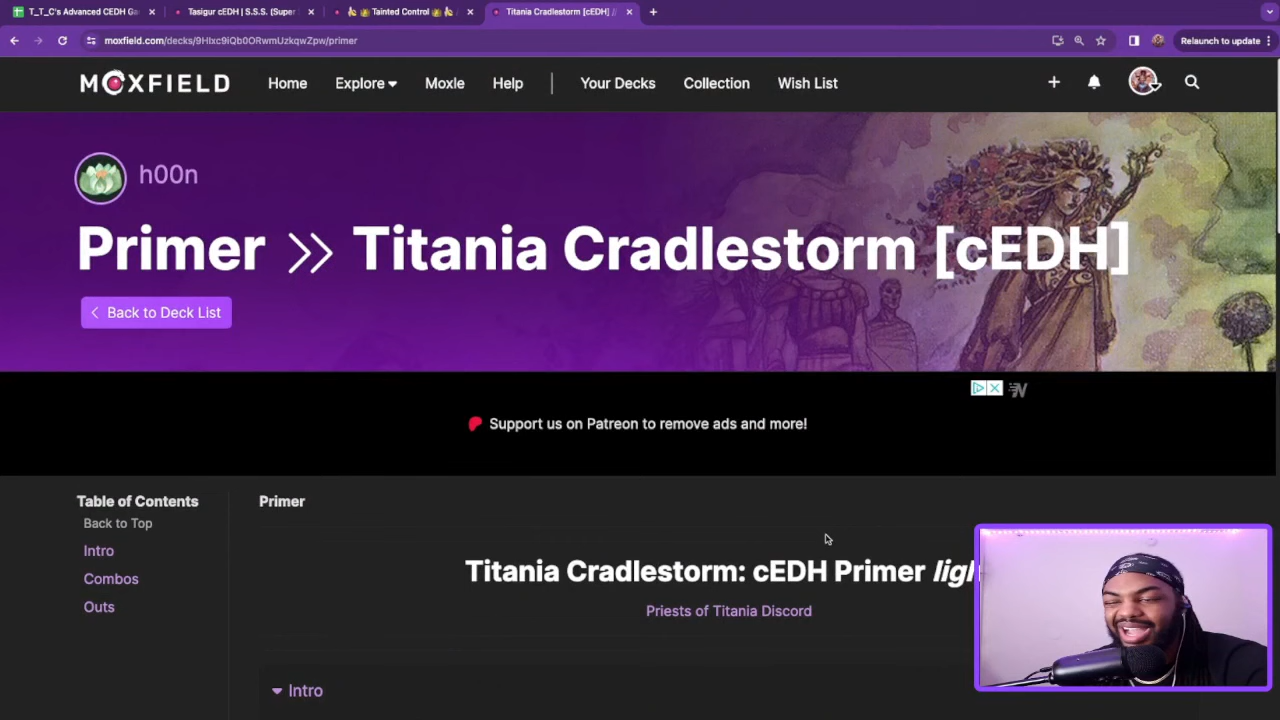 T_T_C's Advanced CEDH Ga
Tasigur cEDH | S.S.S. (Super
Tainted Control
Titania Cradlestorm [cEDH] //
moxfield.com/decks/9HIxc9iQb0ORwmUzkqwZpw/primer
Relaunch to update
MOXFIELD
Home
Explore
Moxle
Help
Your Decks
Collection
Wish List
h00n
Primer >> Titania Cradlestorm [cEDH]
Back to Deck List
Support us on Patreon to remove ads and more!
Table of Contents
Back to Top
Intro
Combos
Outs
Primer
Titania Cradlestorm: cEDH Primer ligh
Priests of Titania Discord
Intro